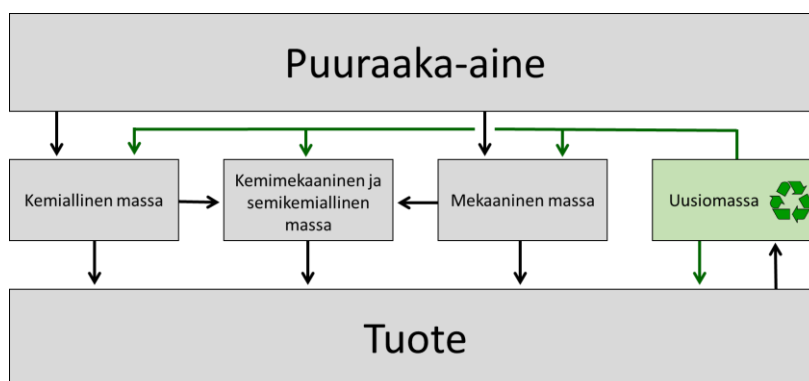 Puuraaka-aine
Kemiallinen massa
Kemimekaaninen ja
semikemiallinen
massa
Mekaaninen massa
Uusiomassa
Tuote